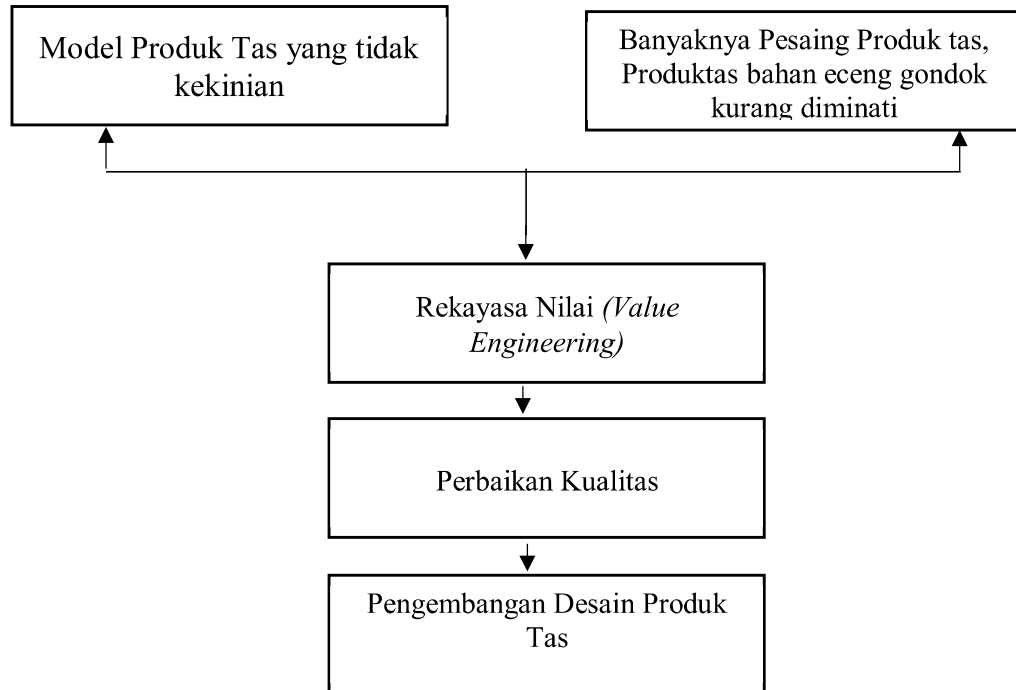 Model Produk Tas yang tidak
kekinian
Banyaknya Pesaing Produk tas,
Produktas bahan eceng gondok
kurang diminati
Rekayasa Nilai (Value
Engineering)
Perbaikan Kualitas
Pengembangan Desain Produk
Tas